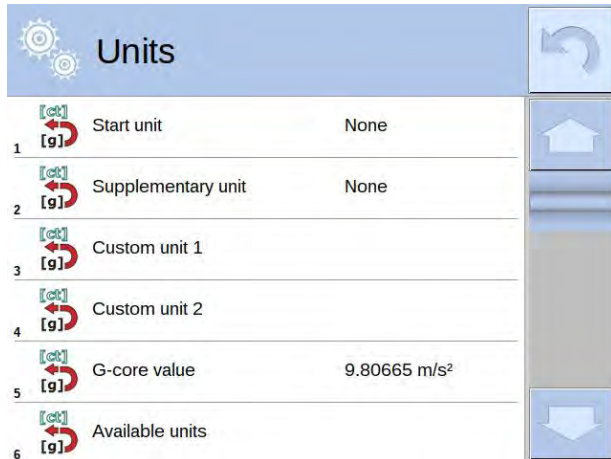 Units
[ct]
[g]
1 Start unit None
[ct]
[g]
2 Supplementary unit None
[ct]
[g]
3 Custom unit 1
[ct]
[g]
4 Custom unit 2
[ct]
[g]
5 G-core value 9.80665 m/s²
[ct]
[g]
6 Available units